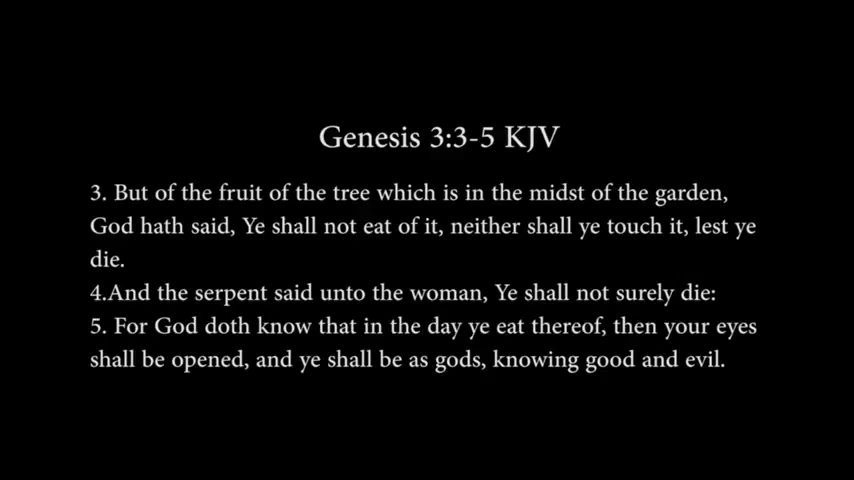 Genesis 3:3-5 KJV
3. But of the fruit of the tree which is in the midst of the garden,
God hath said, Ye shall not eat of it, neither shall ye touch it, lest ye
die.
4.And the serpent said unto the woman, Ye shall not surely die:
5. For God doth know that in the day ye eat thereof, then your eyes
shall be opened, and ye shall be as gods, knowing good and evil.